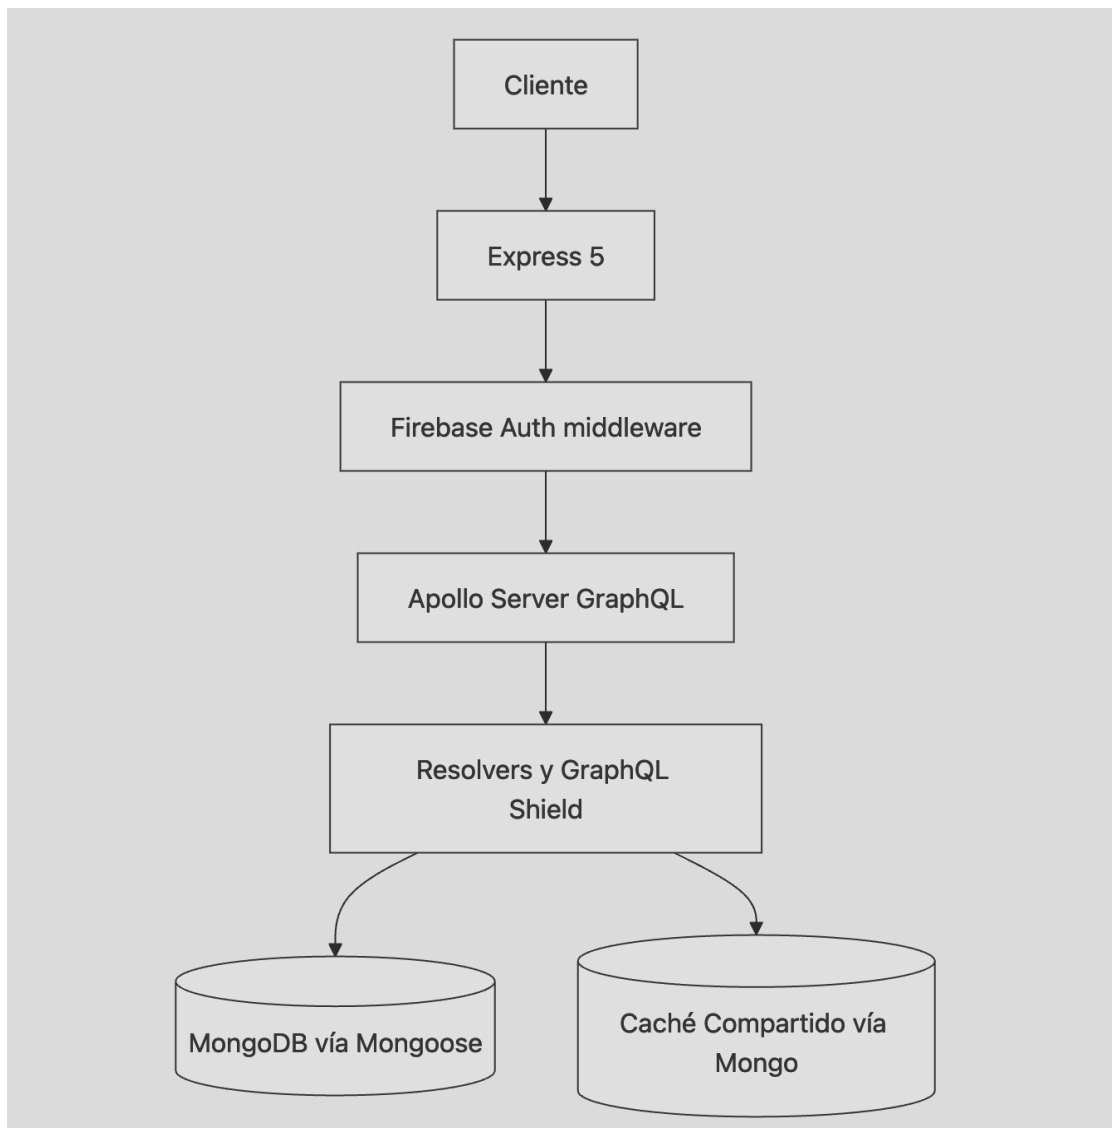 Cliente
Express 5
Firebase Auth middleware
Apollo Server GraphQL
Resolvers y GraphQL
Shield
MongoDB vía Mongoose
Caché Compartido vía
Mongo